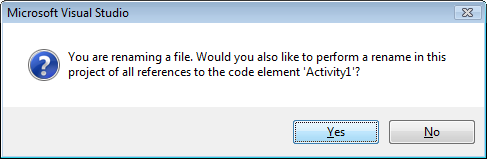 Microsoft Visual Studio
You are renaming a file. Would you also like to perform a rename in this
project of all references to the code element 'Activity1'?
Yes
No